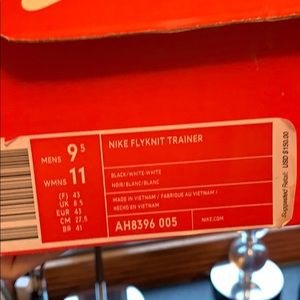 MENS 9.5
WMNS 11
(F) 43
UK 8.5
EUR 43
CM 27.5
BR 41
NIKE FLYKNIT TRAINER
BLACK/WHITE-WHITE
NOIR/BLANC/BLANC
MADE IN VIETNAM / FABRIQUE AU VIETNAM /
HECHO EN VIETNAM
AH8396 005
NIKE.COM
Suggested Retail: USD $150.00